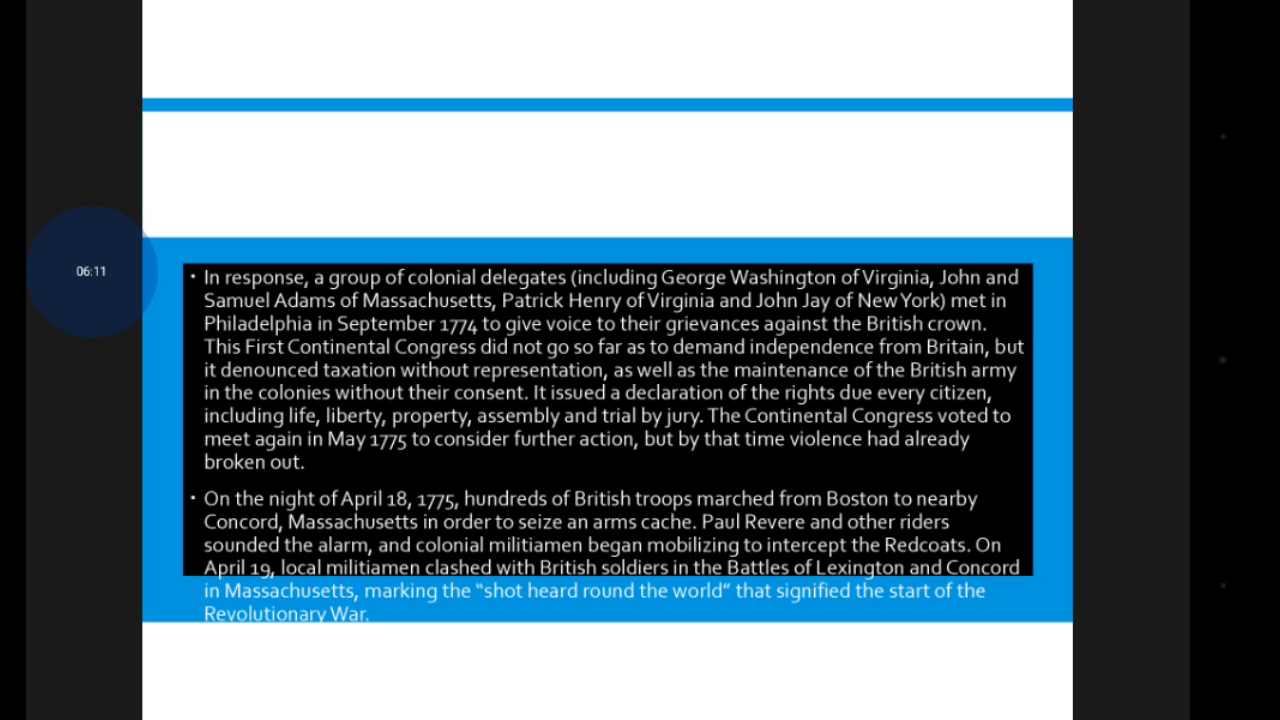 06:11
• In response, a group of colonial delegates (including George Washington of Virginia, John and
Samuel Adams of Massachusetts, Patrick Henry of Virginia and John Jay of New York) met in
Philadelphia in September 1774 to give voice to their grievances against the British crown.
This First Continental Congress did not go so far as to demand independence from Britain, but
it denounced taxation without representation, as well as the maintenance of the British army
in the colonies without their consent. It issued a declaration of the rights due every citizen,
including life, liberty, property, assembly and trial by jury. The Continental Congress voted to
meet again in May 1775 to consider further action, but by that time violence had already
broken out.
• On the night of April 18, 1775, hundreds of British troops marched from Boston to nearby
Concord, Massachusetts in order to seize an arms cache. Paul Revere and other riders
sounded the alarm, and colonial militiamen began mobilizing to intercept the Redcoats. On
April 19, local militiamen clashed with British soldiers in the Battles of Lexington and Concord
in Massachusetts, marking the “shot heard round the world” that signified the start of the
Revolutionary War.